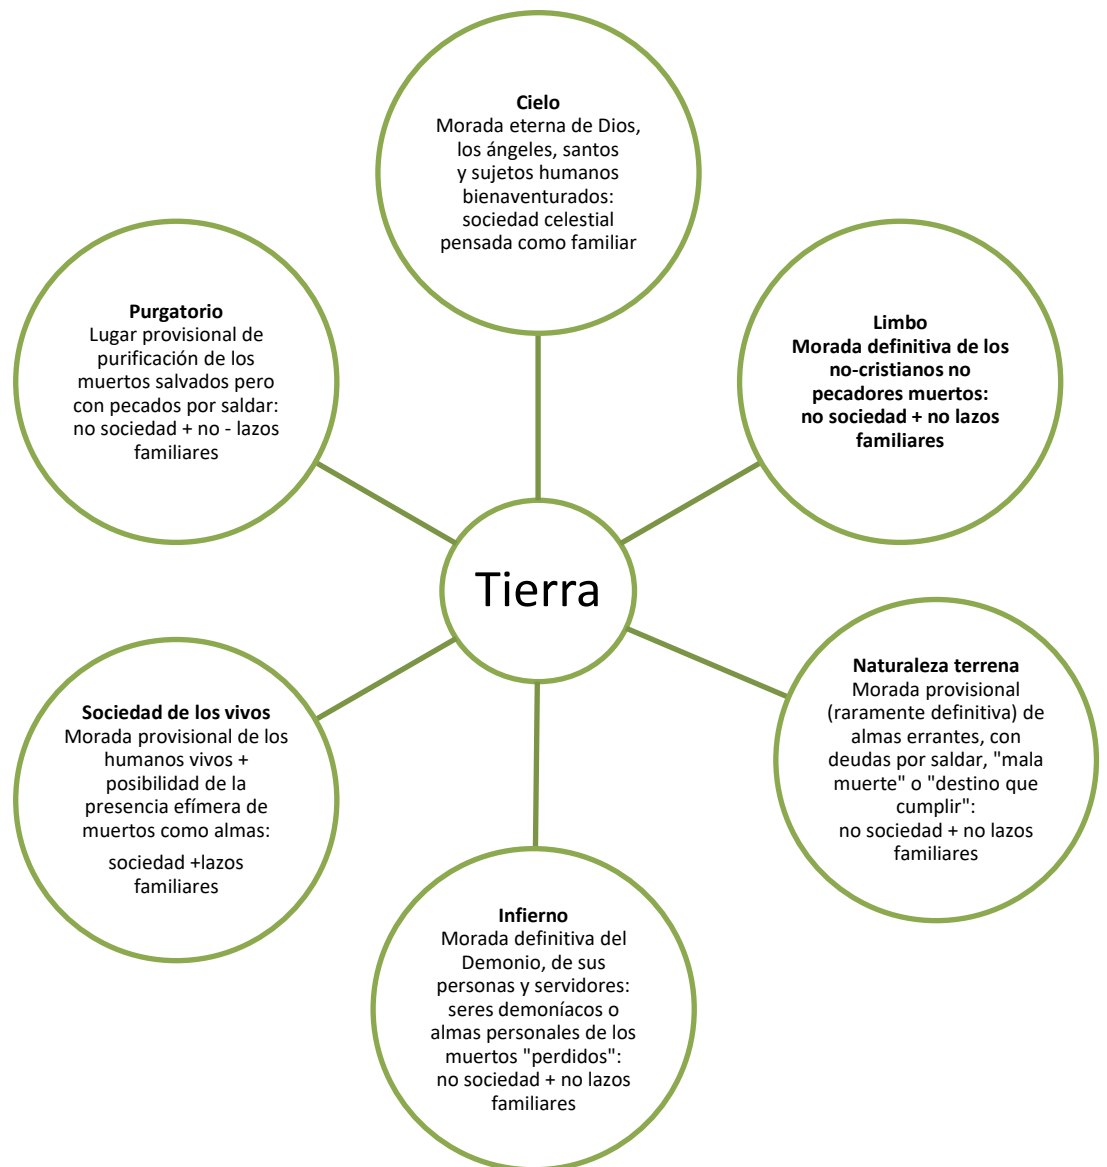 Cielo
Morada eterna de Dios,
los ángeles, santos
y sujetos humanos
bienaventurados:
sociedad celestial
pensada como familiar
Limbo
Morada definitiva de los
no-cristianos no
pecadores muertos:
no sociedad + no lazos
familiares
Naturaleza terrena
Morada provisional
(raramente definitiva) de
almas errantes, con
deudas por saldar, "mala
muerte" o "destino que
cumplir":
no sociedad + no lazos
familiares
Infierno
Morada definitiva del
Demonio, de sus
personas y servidores:
seres demoníacos o
almas personales de los
muertos "perdidos":
no sociedad + no lazos
familiares
Sociedad de los vivos
Morada provisional de los
humanos vivos +
posibilidad de la
presencia efímera de
muertos como almas:
sociedad +lazos
familiares
Purgatorio
Lugar provisional de
purificación de los
muertos salvados pero
con pecados por saldar:
no sociedad + no - lazos
familiares
Tierra